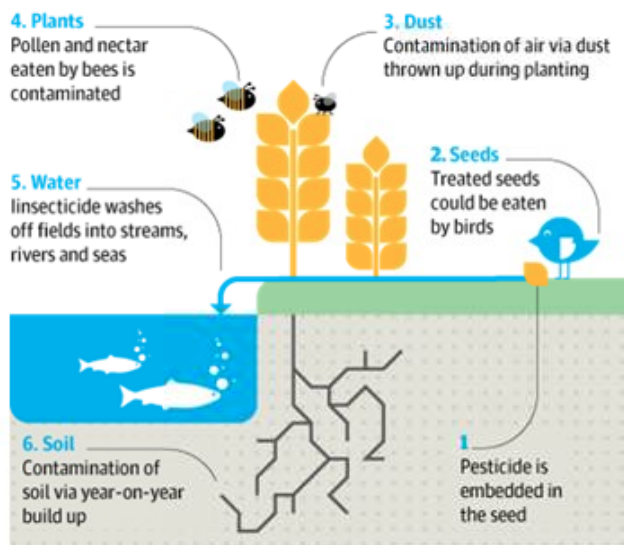 4. Plants
Pollen and nectar
eaten by bees is
contaminated
3. Dust
Contamination of air via dust
thrown up during planting
5. Water
Iinsecticide washes
off fields into streams,
rivers and seas
2. Seeds
Treated seeds
could be eaten
by birds
6. Soil
Contamination of
soil via year-on-year
build up
1
Pesticide is
embedded in
the seed